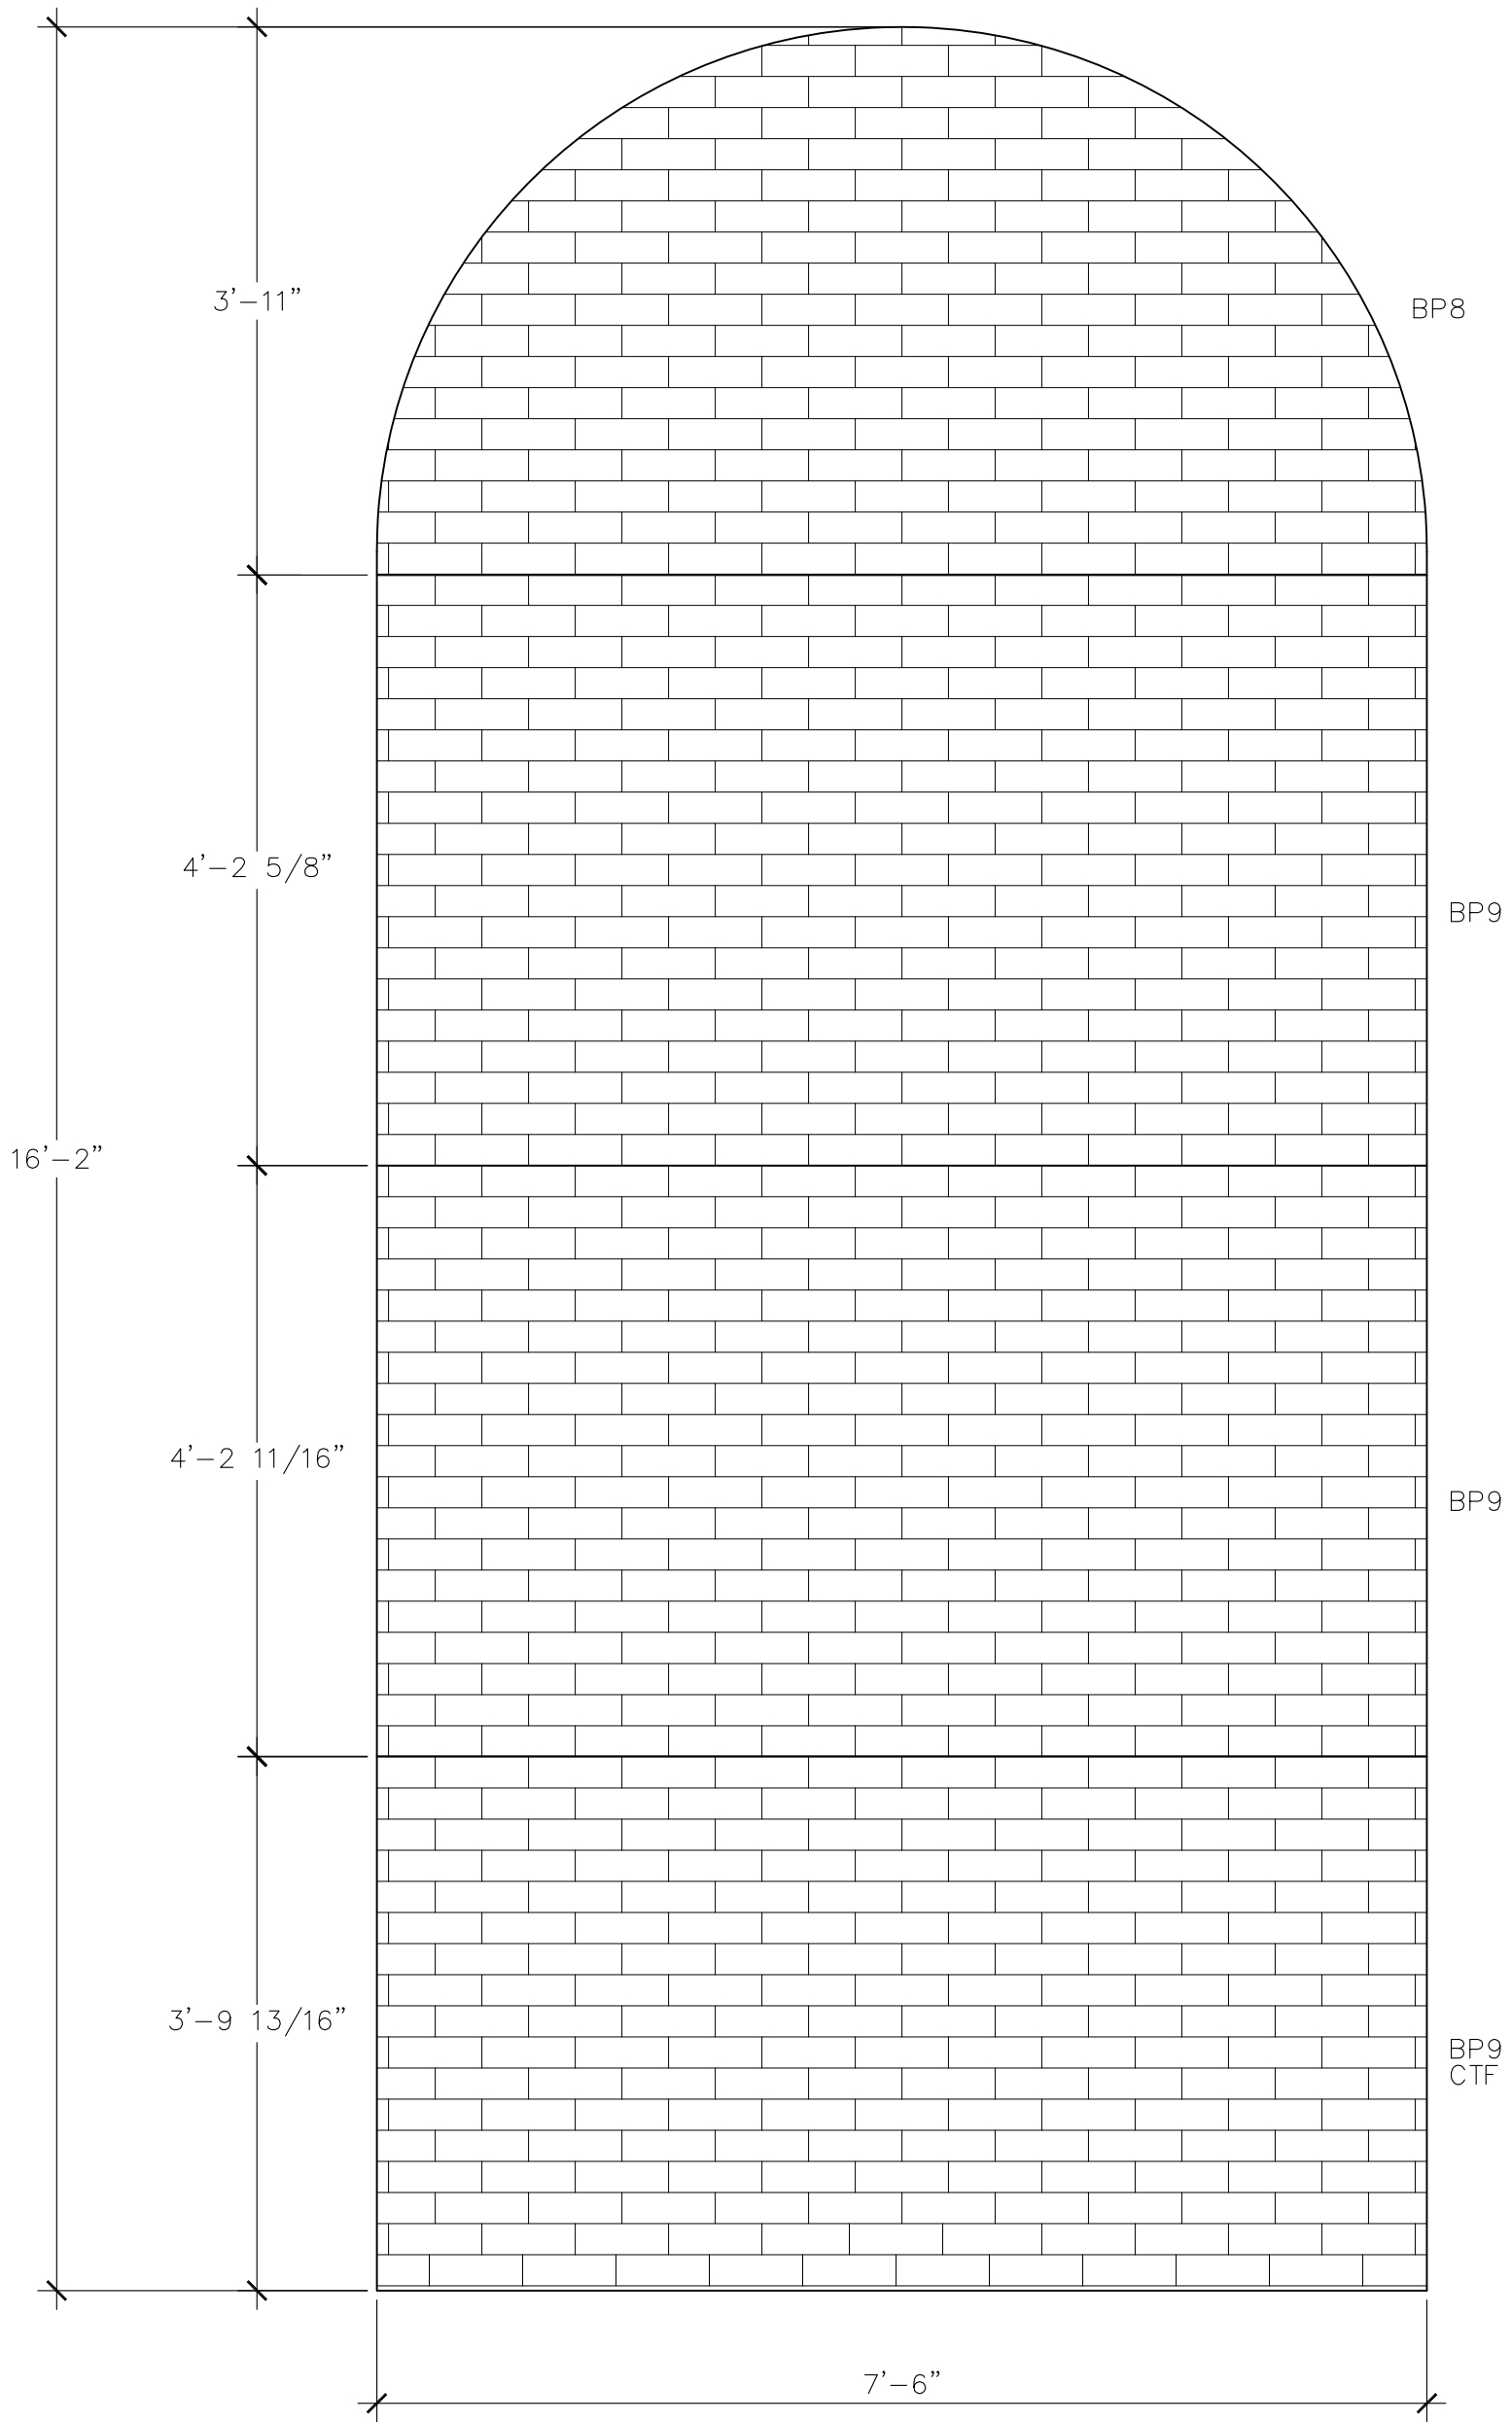 3'-11"
BP8
4'-2 5/8"
BP9
16'-2"
4'-2 11/16"
BP9
3'-9 13/16"
BP9
CTF
7'-6"